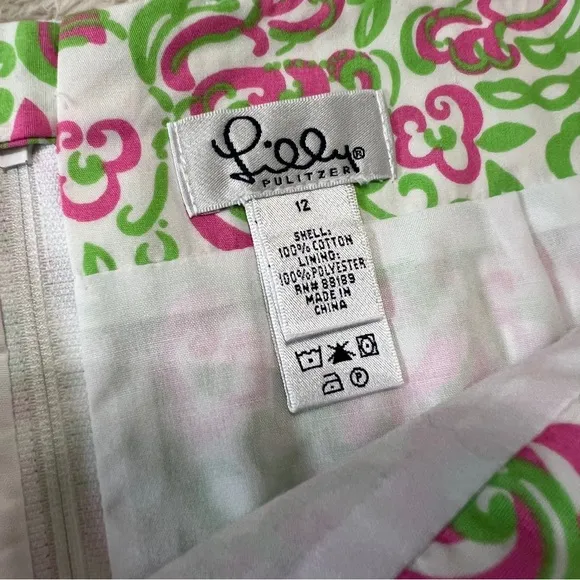 Lilly®
PULITZER
12
SHELL:
100% COTTON
LINING:
100% POLYESTER
RN# 88189
MADE IN
CHINA
P